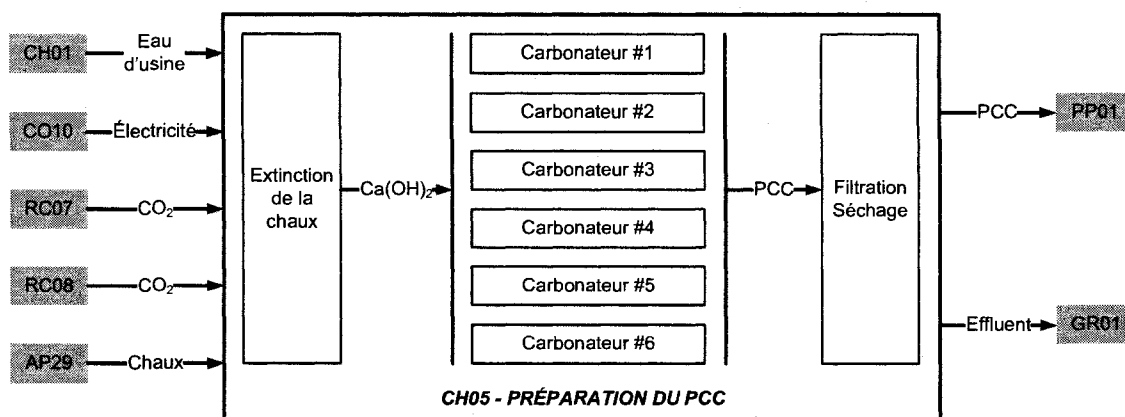 CH01
Eau
d'usine
CO10
Électricité
RC07
CO₂
RC08
CO₂
AP29
Chaux
Extinction
de la
chaux
Ca(OH)₂
Carbonateur #1
Carbonateur #2
Carbonateur #3
Carbonateur #4
Carbonateur #5
Carbonateur #6
PCC
Filtration
Séchage
PCC
PP01
Effluent
GR01
CH05 - PRÉPARATION DU PCC